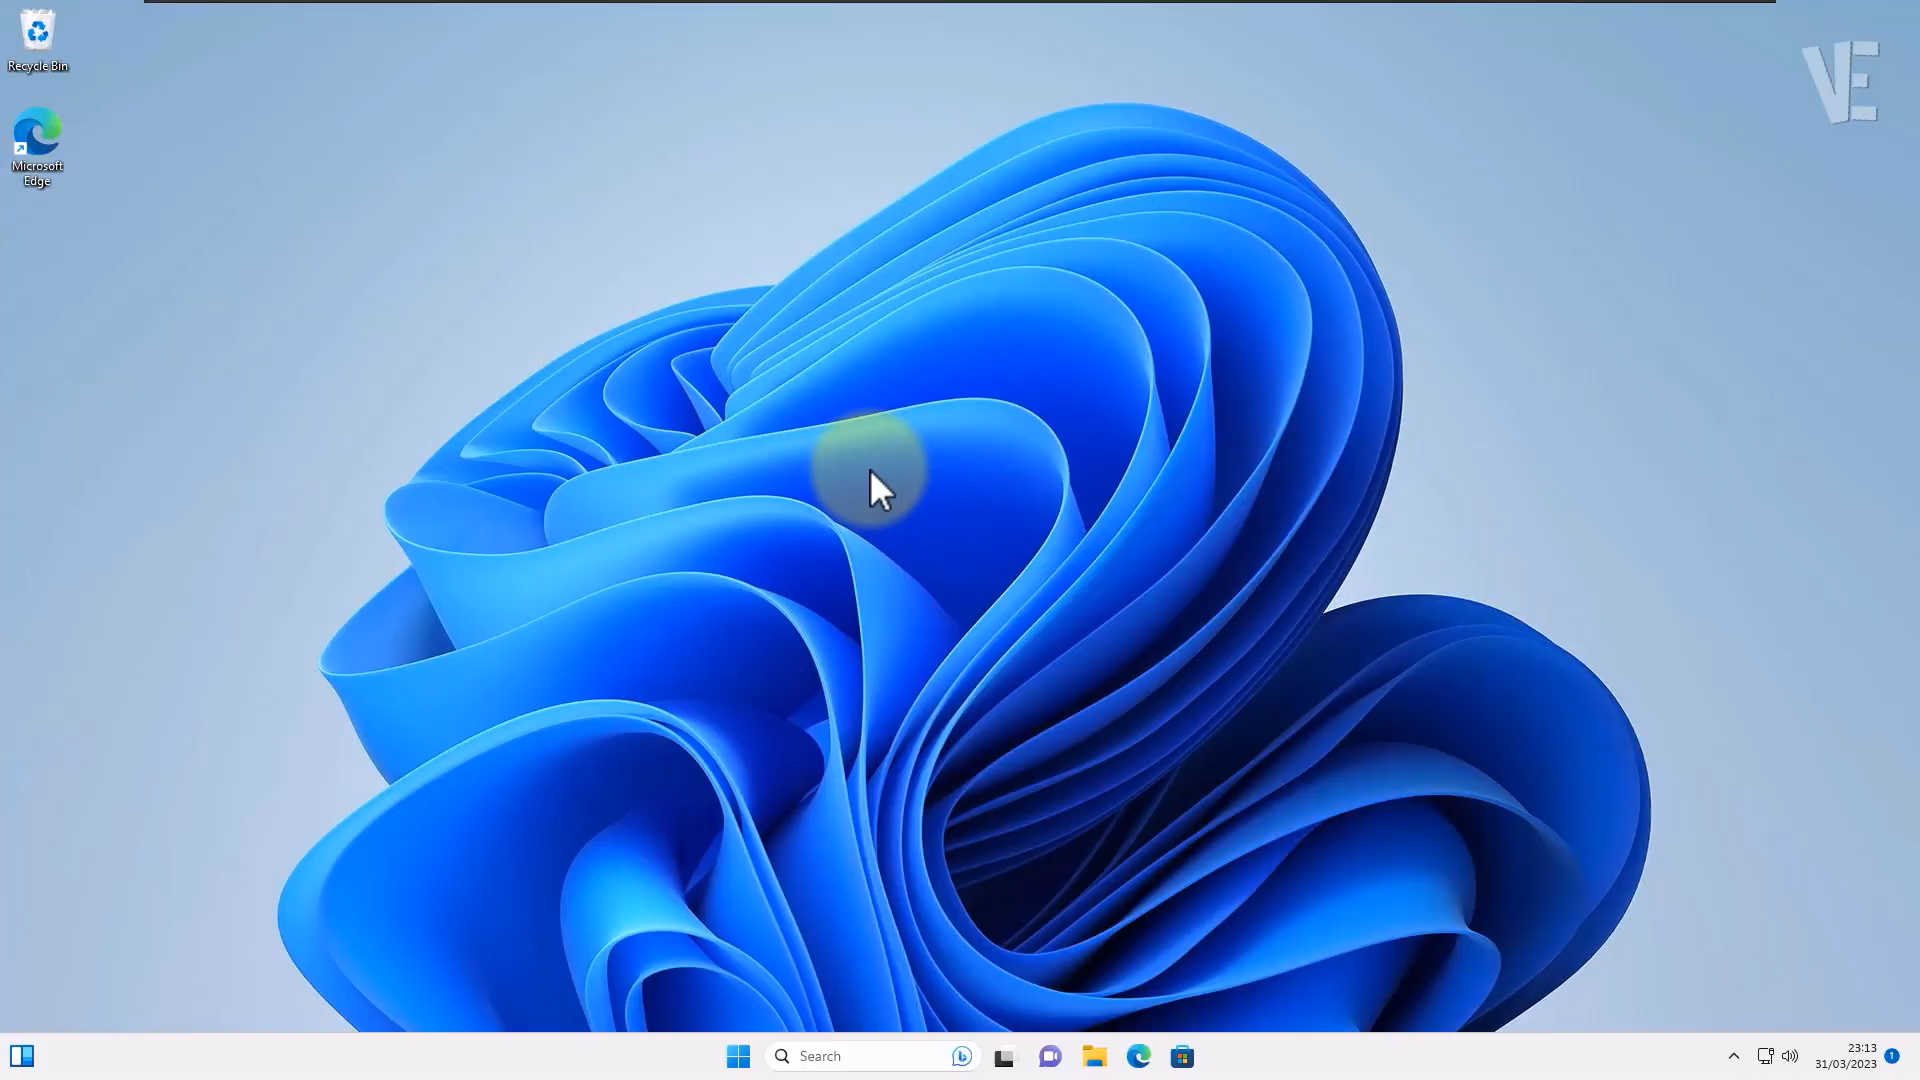 Recycle Bin
VE
Microsoft
Edge
Search
23:13
31/03/2023
1